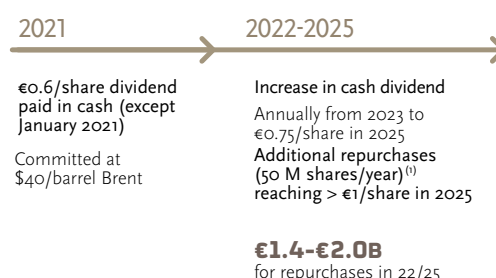 2021
€0.6/share dividend
paid in cash (except
January 2021)
Committed at
$40/barrel Brent
2022-2025
Increase in cash dividend
Annually from 2023 to
€0.75/share in 2025
Additional repurchases
(50 M shares/year)(1)
reaching > €1/share in 2025
€1.4-€2.0B
for repurchases in 22/25